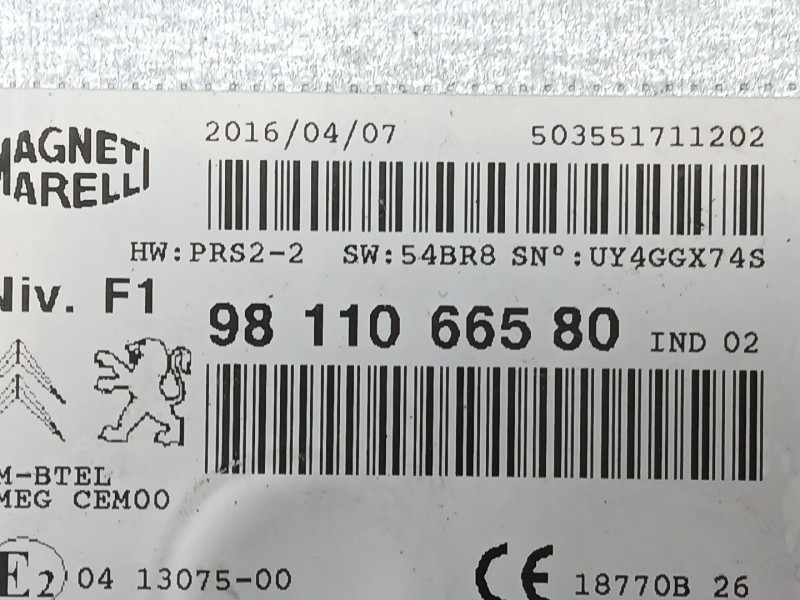 MAGNETI
MARELLI
2016/04/07 503551711202
HW:PRS2-2 SW:54BR8 SN°:UY4GGX74S
Niv. F1
98 110 665 80 IND 02
M-BTEL
MEG CEM00
E2 04 13075-00
CE 18770B 26